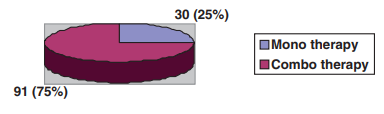 30 (25%)
Mono therapy
Combo therapy
91 (75%)